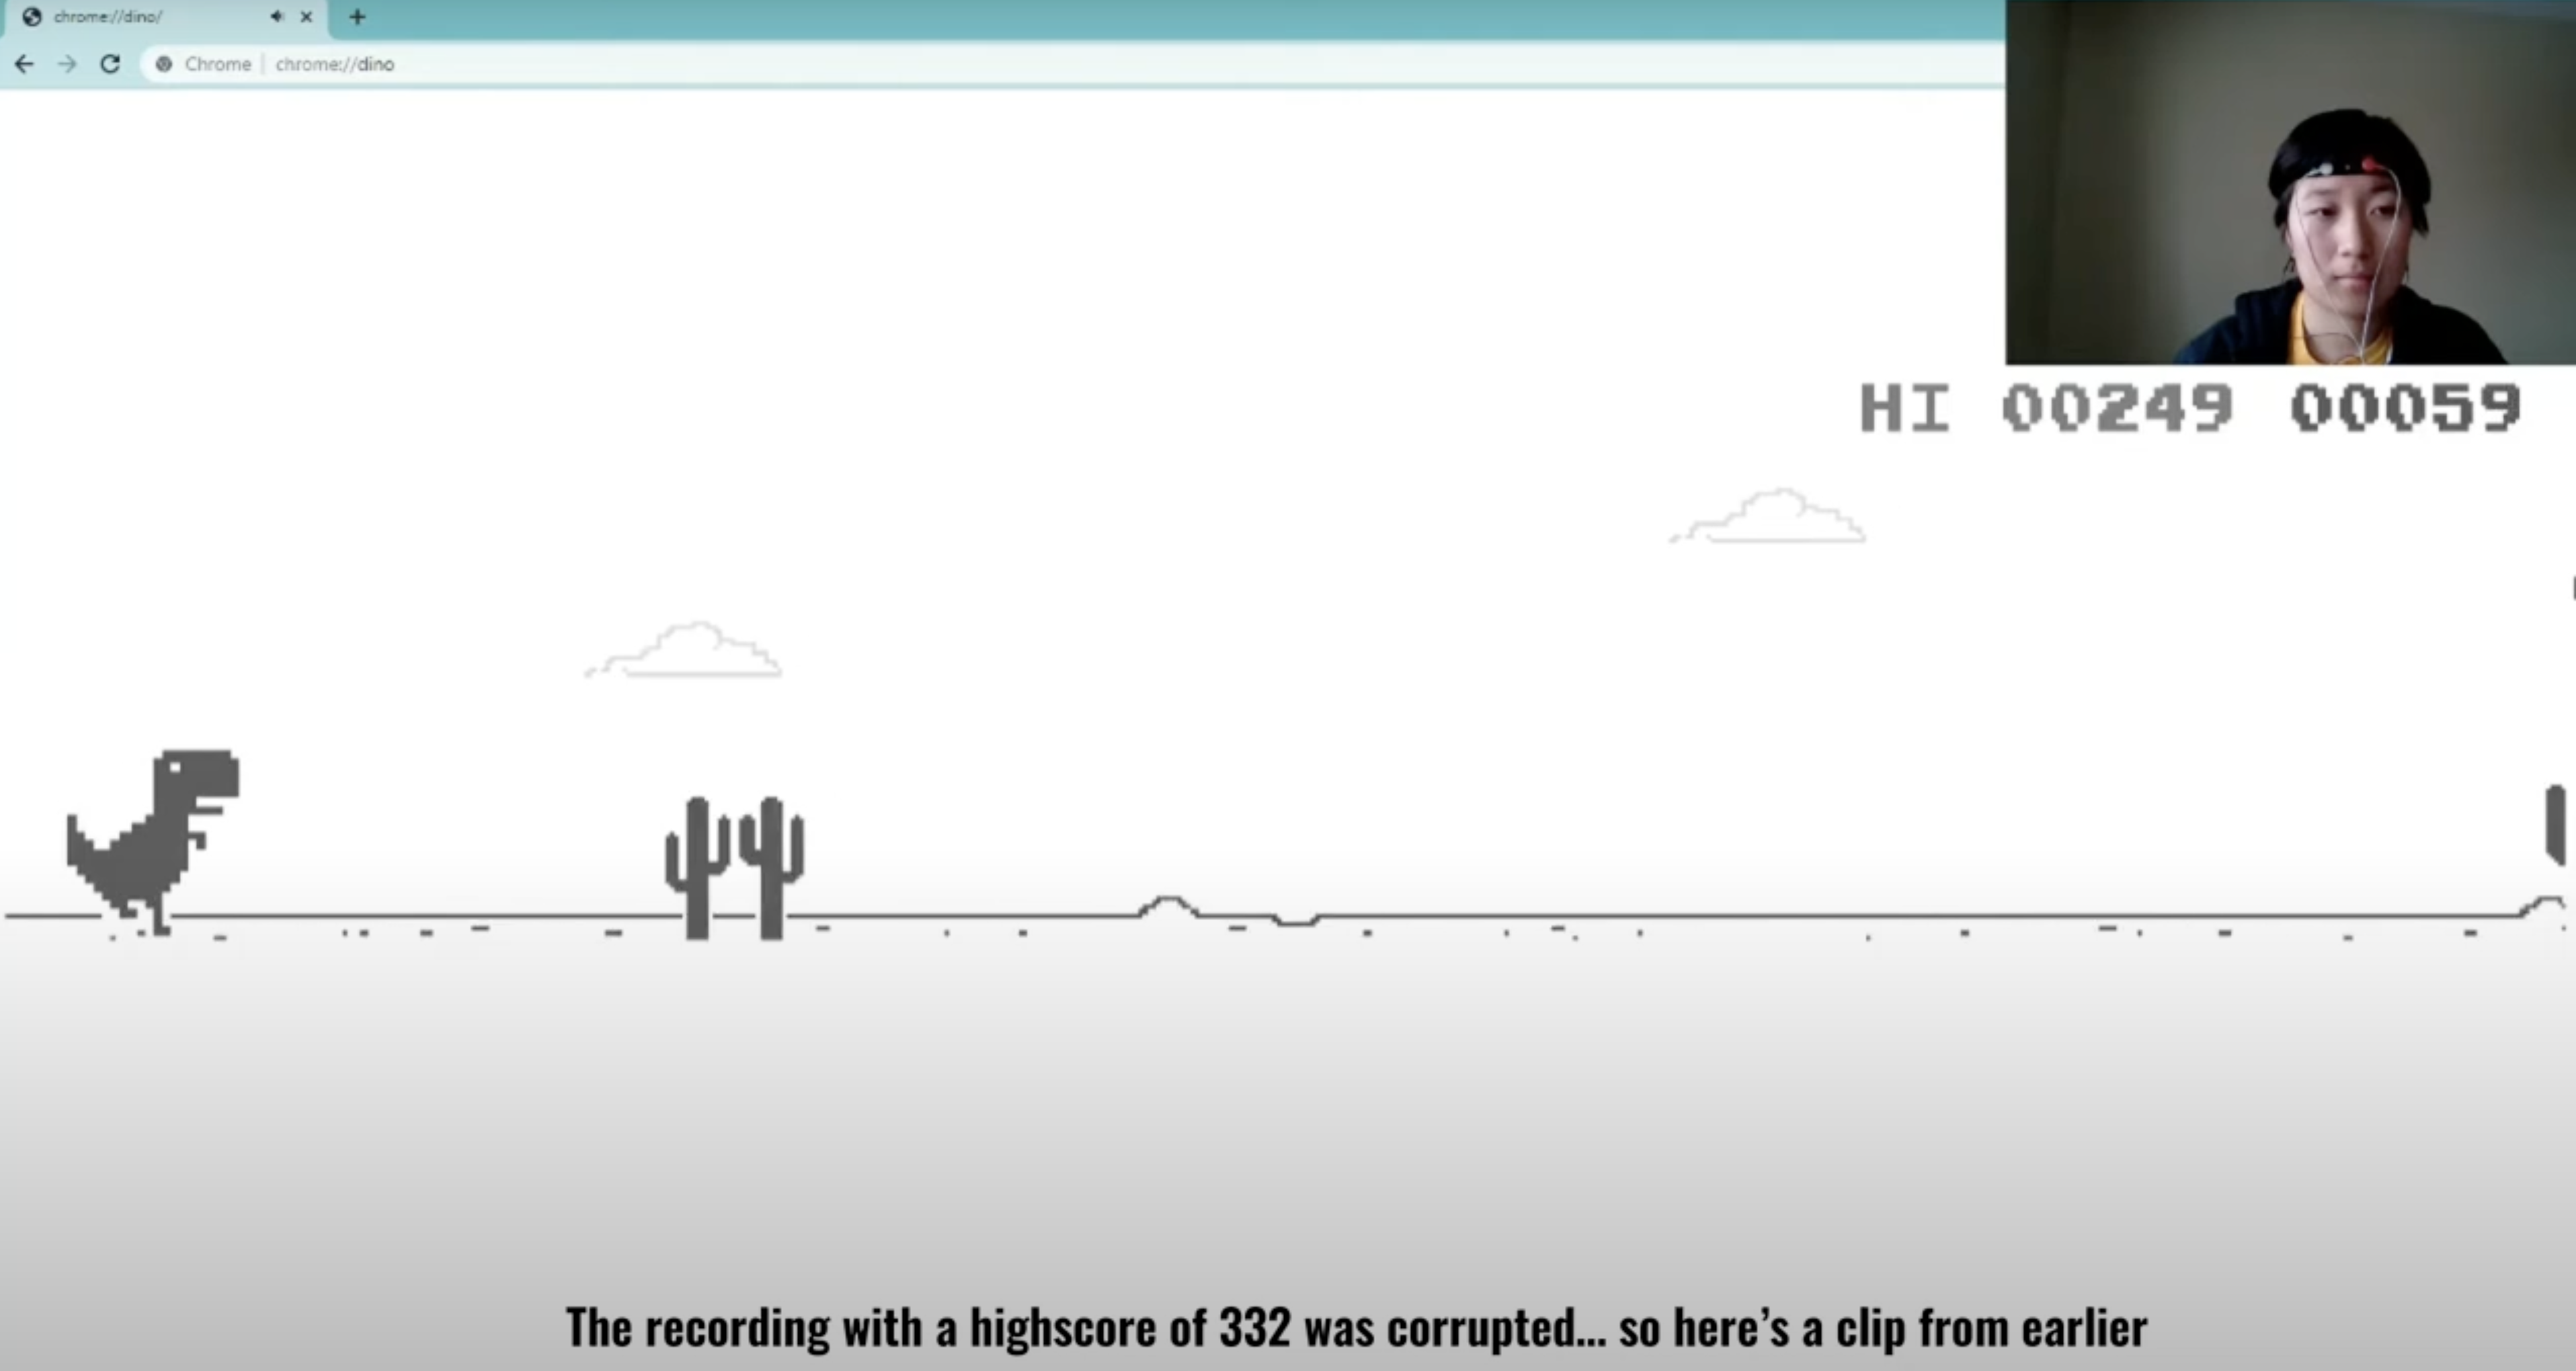 chrome://dino/
Chrome | chrome://dino
HI 00249 00059
The recording with a highscore of 332 was corrupted... so here's a clip from earlier